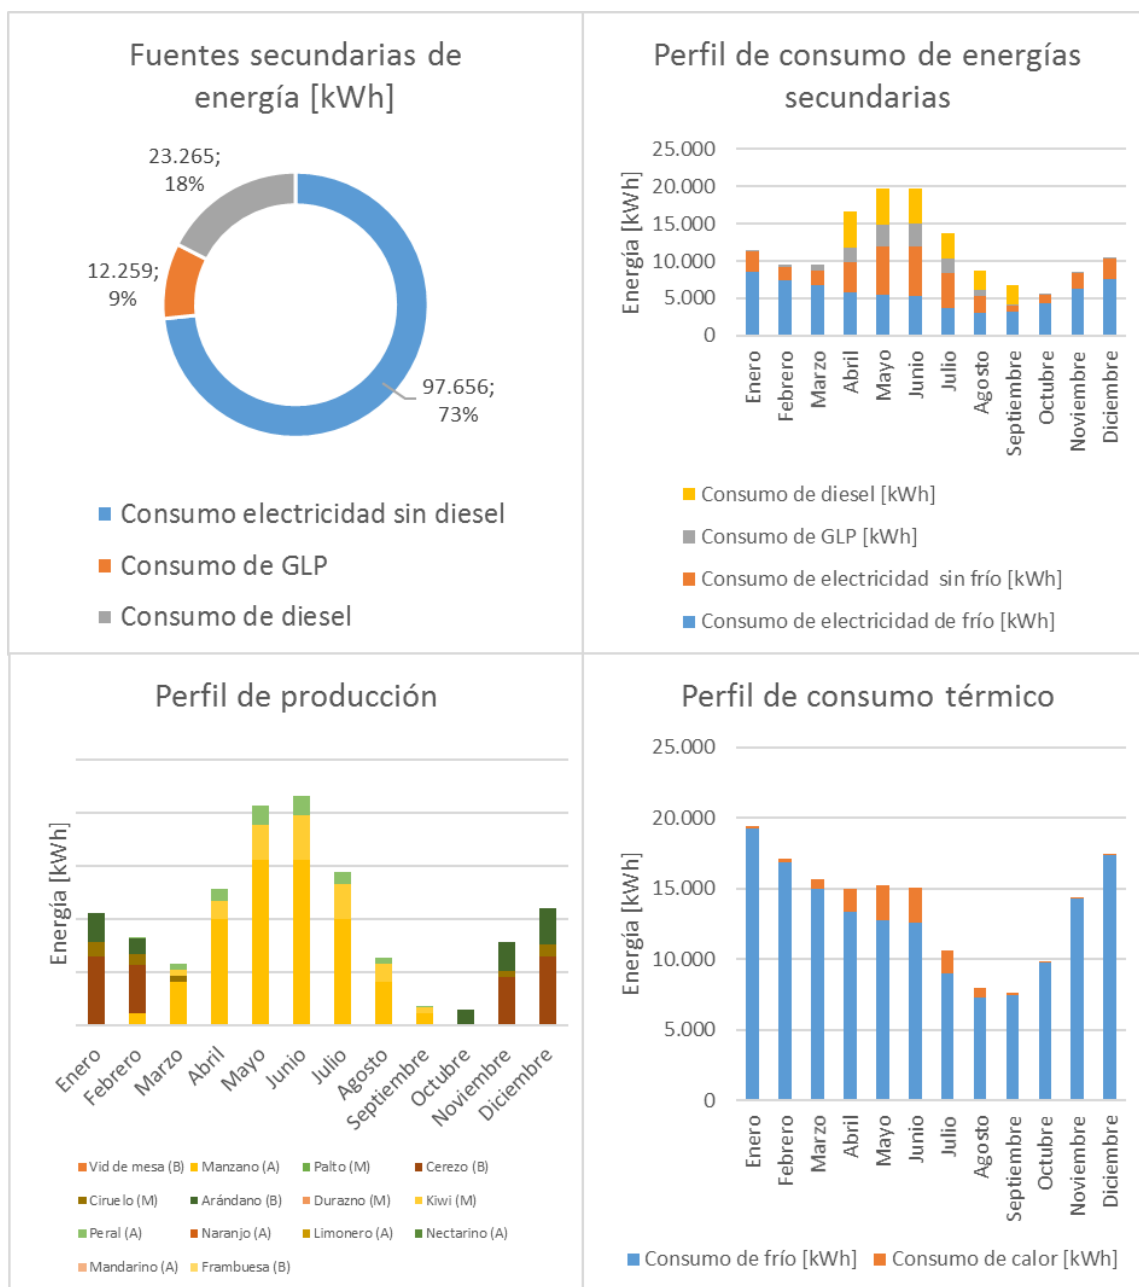 Fuentes secundarias de
energía [kWh]
23.265;
18%
12.259;
9%
97.656;
73%
Consumo electricidad sin diesel
Consumo de GLP
Consumo de diesel
Perfil de consumo de energías
secundarias
Energía [kWh]
25.000
20.000
15.000
10.000
5.000
0
Enero
Febrero
Marzo
Abril
Mayo
Junio
Julio
Agosto
Septiembre
Octubre
Noviembre
Diciembre
Consumo de diesel [kWh]
Consumo de GLP [kWh]
Consumo de electricidad sin frío [kWh]
Consumo de electricidad de frío [kWh]
Perfil de producción
Energía [kWh]
Enero
Febrero
Marzo
Abril
Mayo
Junio
Julio
Agosto
Septiembre
Octubre
Noviembre
Diciembre
Vid de mesa (B) Manzano (A) Palto (M) Cerezo (B)
Ciruelo (M) Arándano (B) Durazno (M) Kiwi (M)
Peral (A) Naranjo (A) Limonero (A) Nectarino (A)
Mandarino (A) Frambuesa (B)
Perfil de consumo térmico
Energía [kWh]
25.000
20.000
15.000
10.000
5.000
0
Enero
Febrero
Marzo
Abril
Mayo
Junio
Julio
Agosto
Septiembre
Octubre
Noviembre
Diciembre
Consumo de frío [kWh] Consumo de calor [kWh]